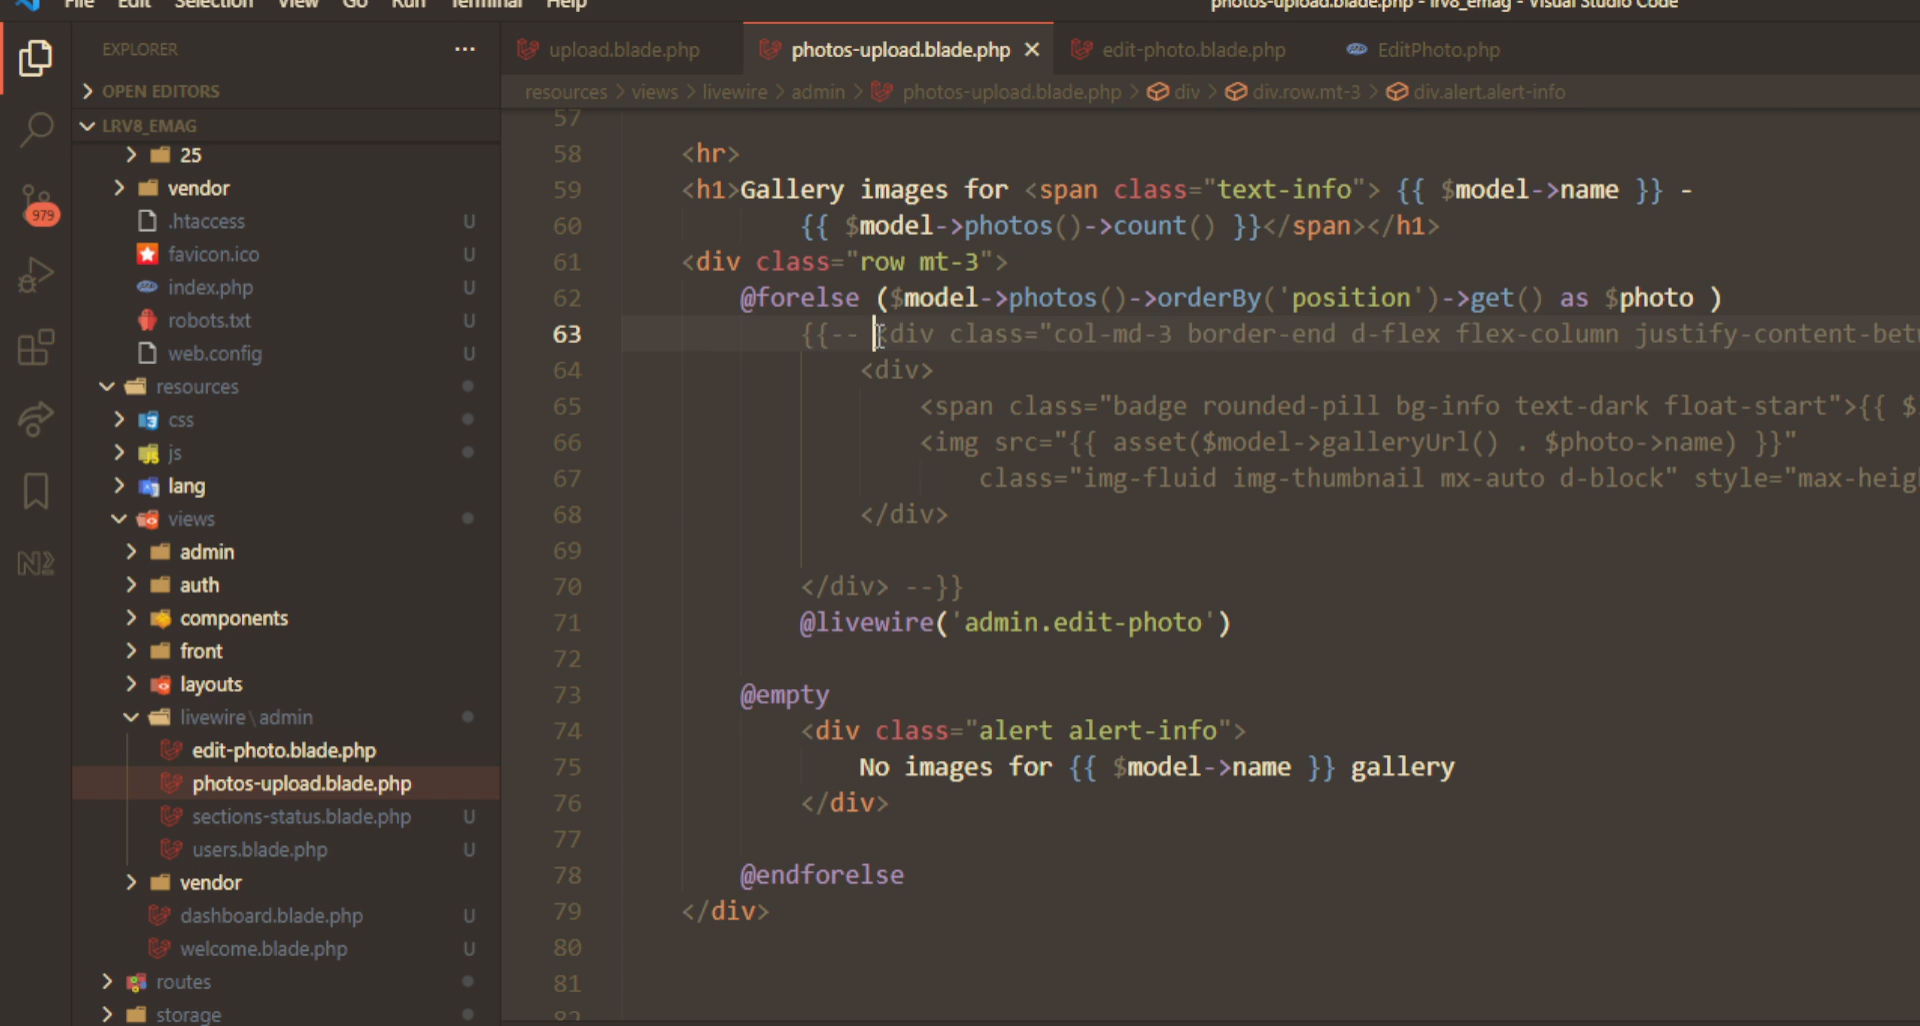 File Edit Selection View Go Run Terminal Help
photos-upload.blade.php - lrv8_emag - Visual Studio Code
EXPLORER
OPEN EDITORS
LRV8_EMAG
25
vendor
.htaccess U
favicon.ico U
index.php U
robots.txt U
web.config U
resources
css
js
lang
views
admin
auth
components
front
layouts
livewire\admin
edit-photo.blade.php
photos-upload.blade.php
sections-status.blade.php U
users.blade.php U
vendor
dashboard.blade.php U
welcome.blade.php U
routes
storage
979
upload.blade.php photos-upload.blade.php edit-photo.blade.php EditPhoto.php
resources > views > livewire > admin > photos-upload.blade.php > div > div.row.mt-3 > div.alert.alert-info
57
58 <hr>
59 <h1>Gallery images for <span class="text-info"> {{ $model->name }} -
60 {{ $model->photos()->count() }}</span></h1>
61 <div class="row mt-3">
62 @forelse ($model->photos()->orderBy('position')->get() as $photo )
63 {{-- <div class="col-md-3 border-end d-flex flex-column
64 <div>
65 <span class="badge rounded-pill bg-info text-dark float-start">{{ $
66 <img src="{{ asset($model->galleryUrl() . $photo->name) }}"
67 class="img-fluid img-thumbnail mx-auto d-block"
68 </div>
69
70 </div> --}}
71 @livewire('admin.edit-photo')
72
73 @empty
74 <div class="alert alert-info">
75 No images for {{ $model->name }} gallery
76 </div>
77
78 @endforelse
79 </div>
80
81
82